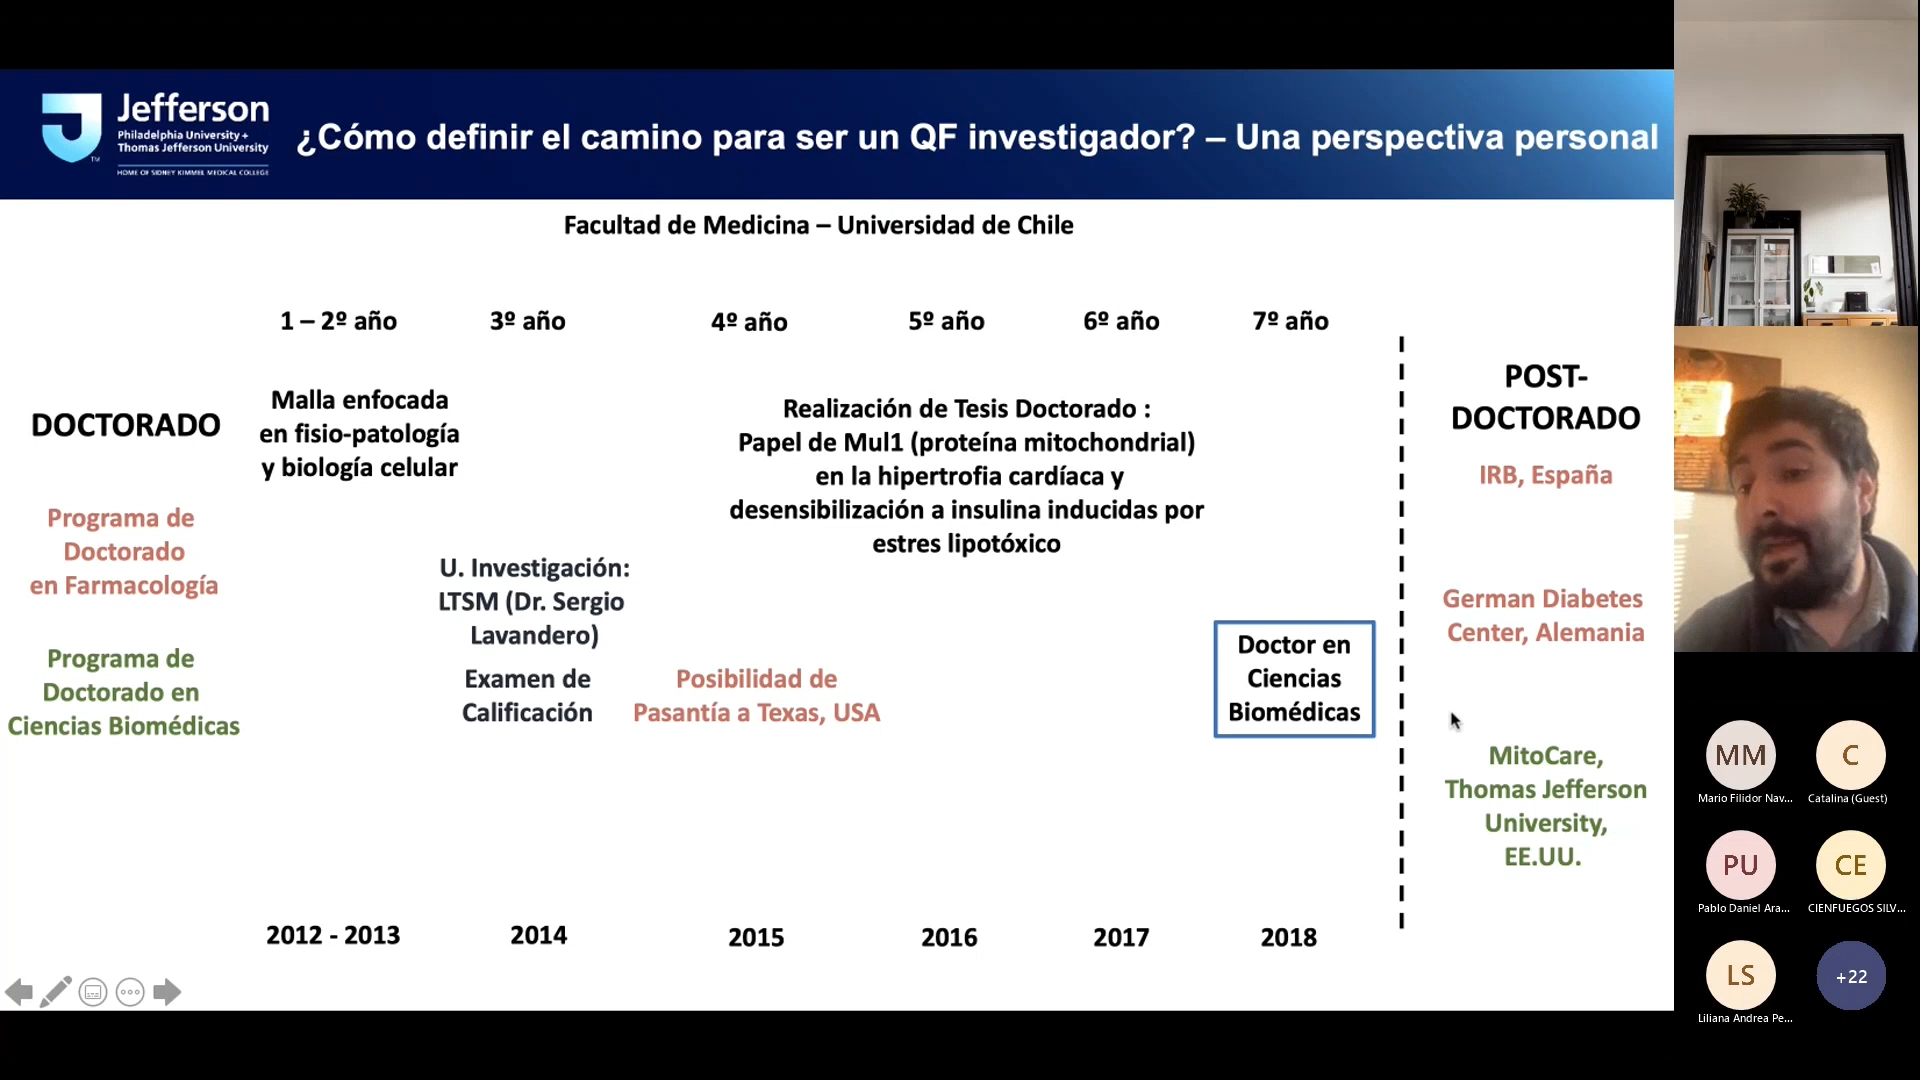 Jefferson
Philadelphia University +
Thomas Jefferson University
HOME OF SIDNEY KIMMEL MEDICAL COLLEGE
TM
¿Cómo definir el camino para ser un QF investigador? – Una perspectiva personal
Facultad de Medicina – Universidad de Chile
1 – 2º año
3º año
4º año
5º año
6º año
7º año
DOCTORADO
Programa de
Doctorado
en Farmacología
Programa de
Doctorado en
Ciencias Biomédicas
Malla enfocada
en fisio-patología
y biología celular
U. Investigación:
LTSM (Dr. Sergio
Lavandero)
Examen de
Calificación
Posibilidad de
Pasantía a Texas, USA
Realización de Tesis Doctorado :
Papel de Mul1 (proteína mitochondrial)
en la hipertrofia cardíaca y
desensibilización a insulina inducidas por
estres lipotóxico
Doctor en
Ciencias
Biomédicas
POST-
DOCTORADO
IRB, España
German Diabetes
Center, Alemania
MitoCare,
Thomas Jefferson
University,
EE.UU.
2012 - 2013
2014
2015
2016
2017
2018
MM
Mario Filidor Nav...
C
Catalina (Guest)
PU
Pablo Daniel Ara...
CE
CIENFUEGOS SILV...
LS
Liliana Andrea Pe...
+22